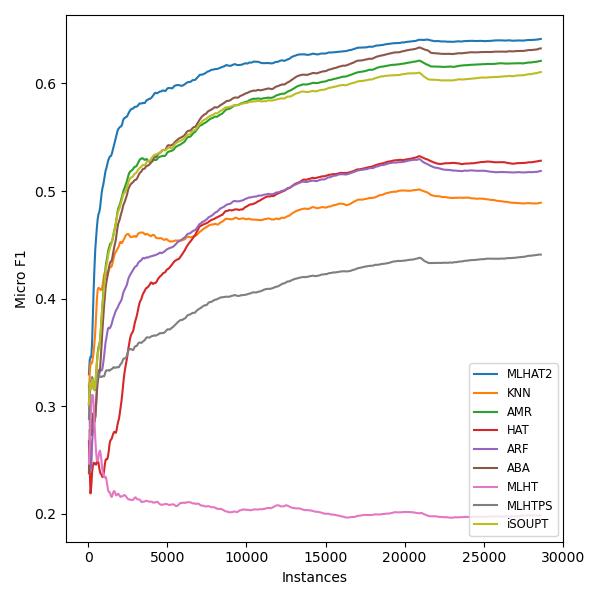 0.6
0.5
0.4
0.3
0.2
Micro F1
0
5000
10000
15000
20000
25000
30000
Instances
MLHAT2
KNN
AMR
HAT
ARF
ABA
MLHT
MLHTPS
iSOUPT